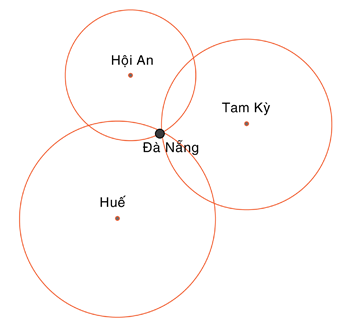 Hội An
Tam Kỳ
Đà Nẵng
Huế